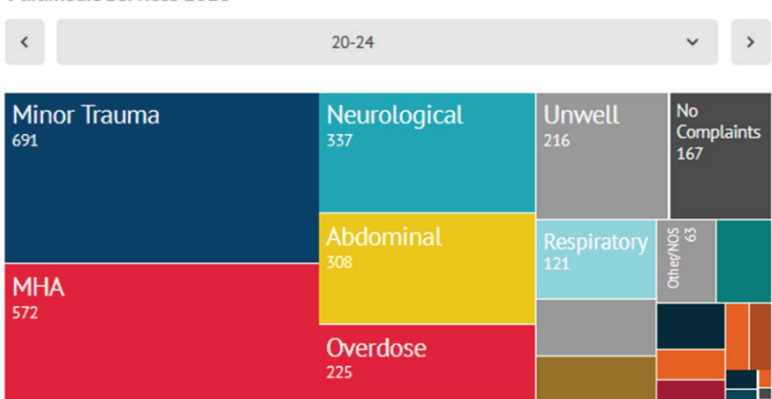 20-24
Minor Trauma
691
MHA
572
Neurological
337
Abdominal
308
Overdose
225
Unwell
216
No
Complaints
167
Respiratory
121
Other/NOS
63